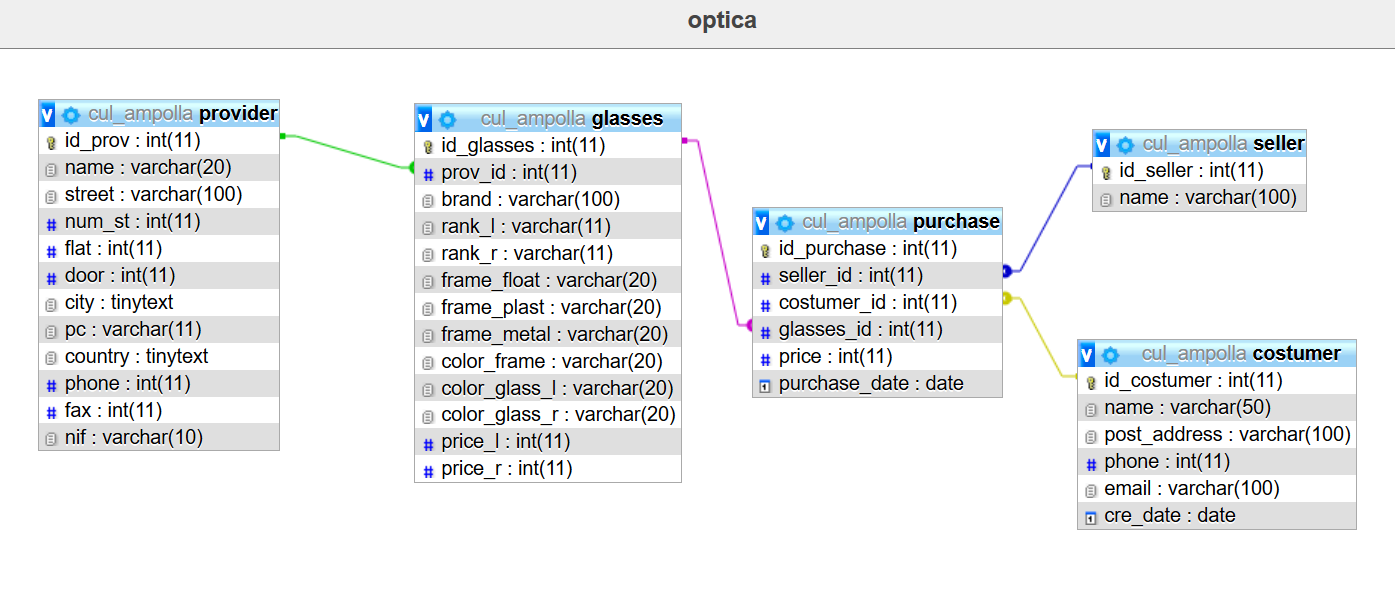 optica
cul_ampolla provider
id_prov : int(11)
name : varchar(20)
street : varchar(100)
num_st : int(11)
flat : int(11)
door : int(11)
city : tinytext
pc : varchar(11)
country : tinytext
phone : int(11)
fax : int(11)
nif : varchar(10)
cul_ampolla glasses
id_glasses : int(11)
prov_id : int(11)
brand : varchar(100)
rank_l : varchar(11)
rank_r : varchar(11)
frame_float : varchar(20)
frame_plast : varchar(20)
frame_metal : varchar(20)
color_frame : varchar(20)
color_glass_l : varchar(20)
color_glass_r : varchar(20)
price_l : int(11)
price_r : int(11)
cul_ampolla purchase
id_purchase : int(11)
seller_id : int(11)
costumer_id : int(11)
glasses_id : int(11)
price : int(11)
purchase_date : date
cul_ampolla seller
id_seller : int(11)
name : varchar(100)
cul_ampolla costumer
id_costumer : int(11)
name : varchar(50)
post_address : varchar(100)
phone : int(11)
email : varchar(100)
cre_date : date